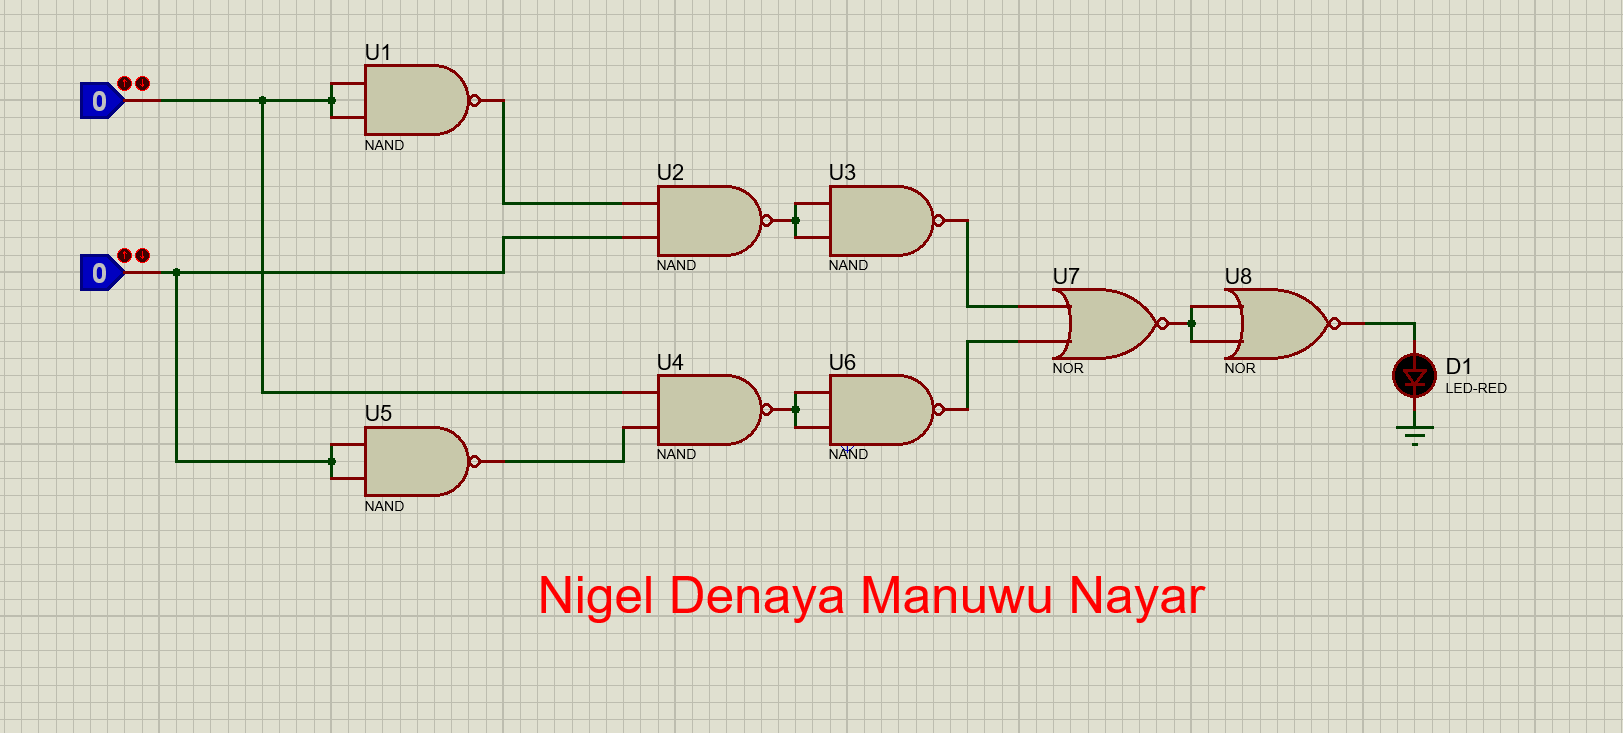 U1
0
NAND
U2
U3
0
NAND
NAND
U7
U8
U4
U6
NOR
NOR
D1
LED-RED
U5
NAND
NAND
NAND
Nigel Denaya Manuwu Nayar